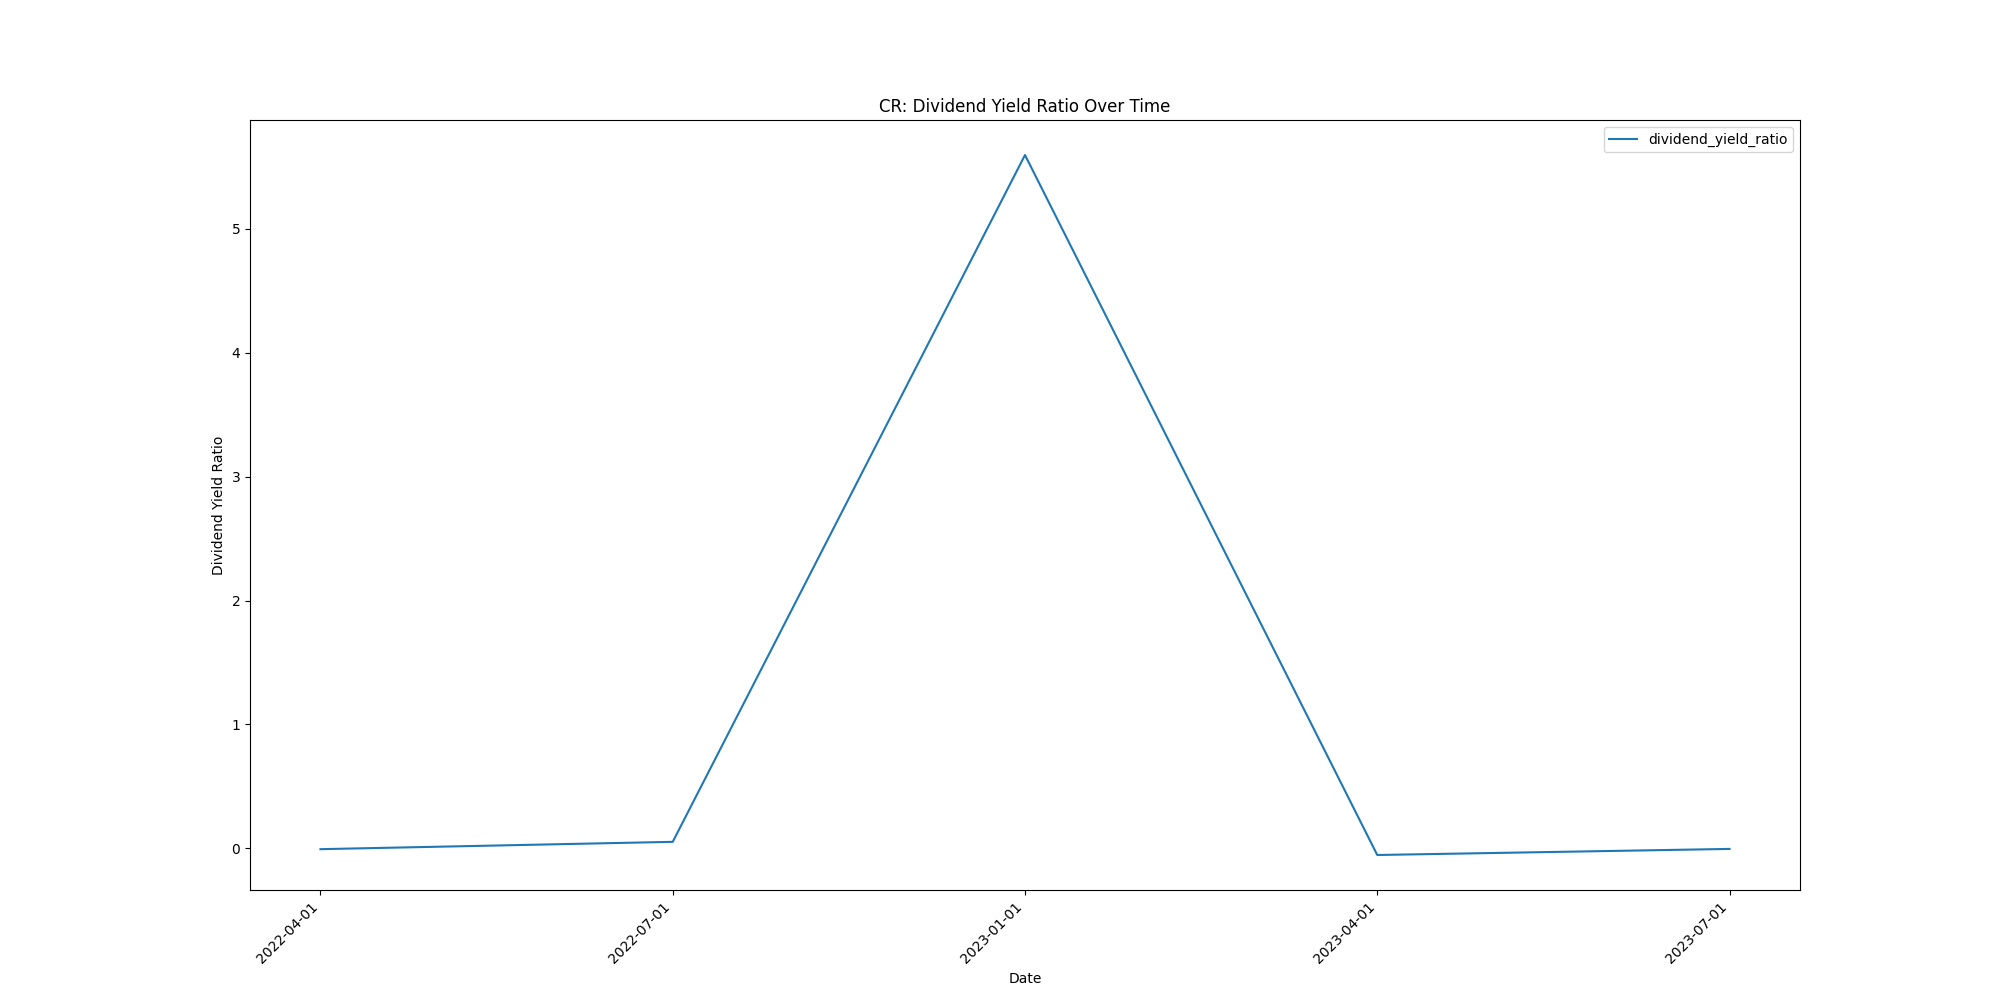 CR: Dividend Yield Ratio Over Time
dividend_yield_ratio
Dividend Yield Ratio
5
4
3
2
1
0
2022-04-01
2022-07-01
2023-01-01
2023-04-01
2023-07-01
Date